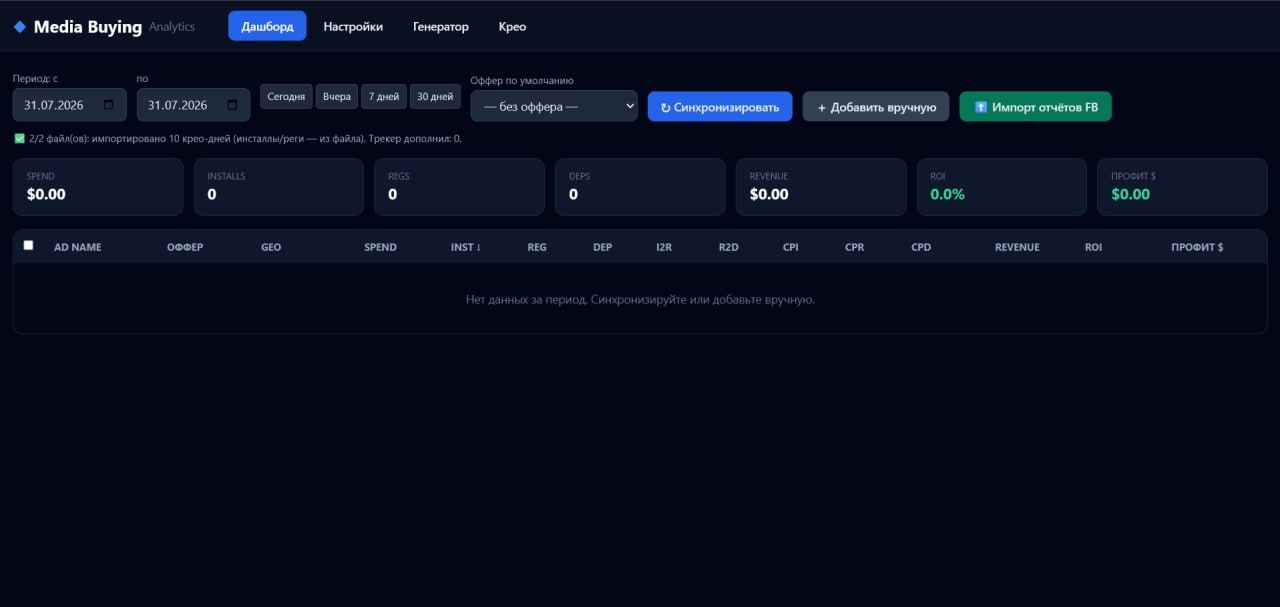 Media Buying Analytics Дашборд Настройки Генератор Крео
Период: с по Оффер по умолчанию
31.07.2026 31.07.2026 Сегодня Вчера 7 дней 30 дней — без оффера — ↻ Синхронизировать + Добавить вручную ⬆ Импорт отчётов FB
✅ 2/2 файл(ов): импортировано 10 крео-дней (инсталлы/реги — из файла). Трекер дополнил: 0.
SPEND INSTALLS REGS DEPS REVENUE ROI ПРОФИТ $
$0.00 0 0 0 $0.00 0.0% $0.00
AD NAME ОФФЕР GEO SPEND INST ↓ REG DEP I2R R2D CPI CPR CPD REVENUE ROI ПРОФИТ $
Нет данных за период. Синхронизируйте или добавьте вручную.